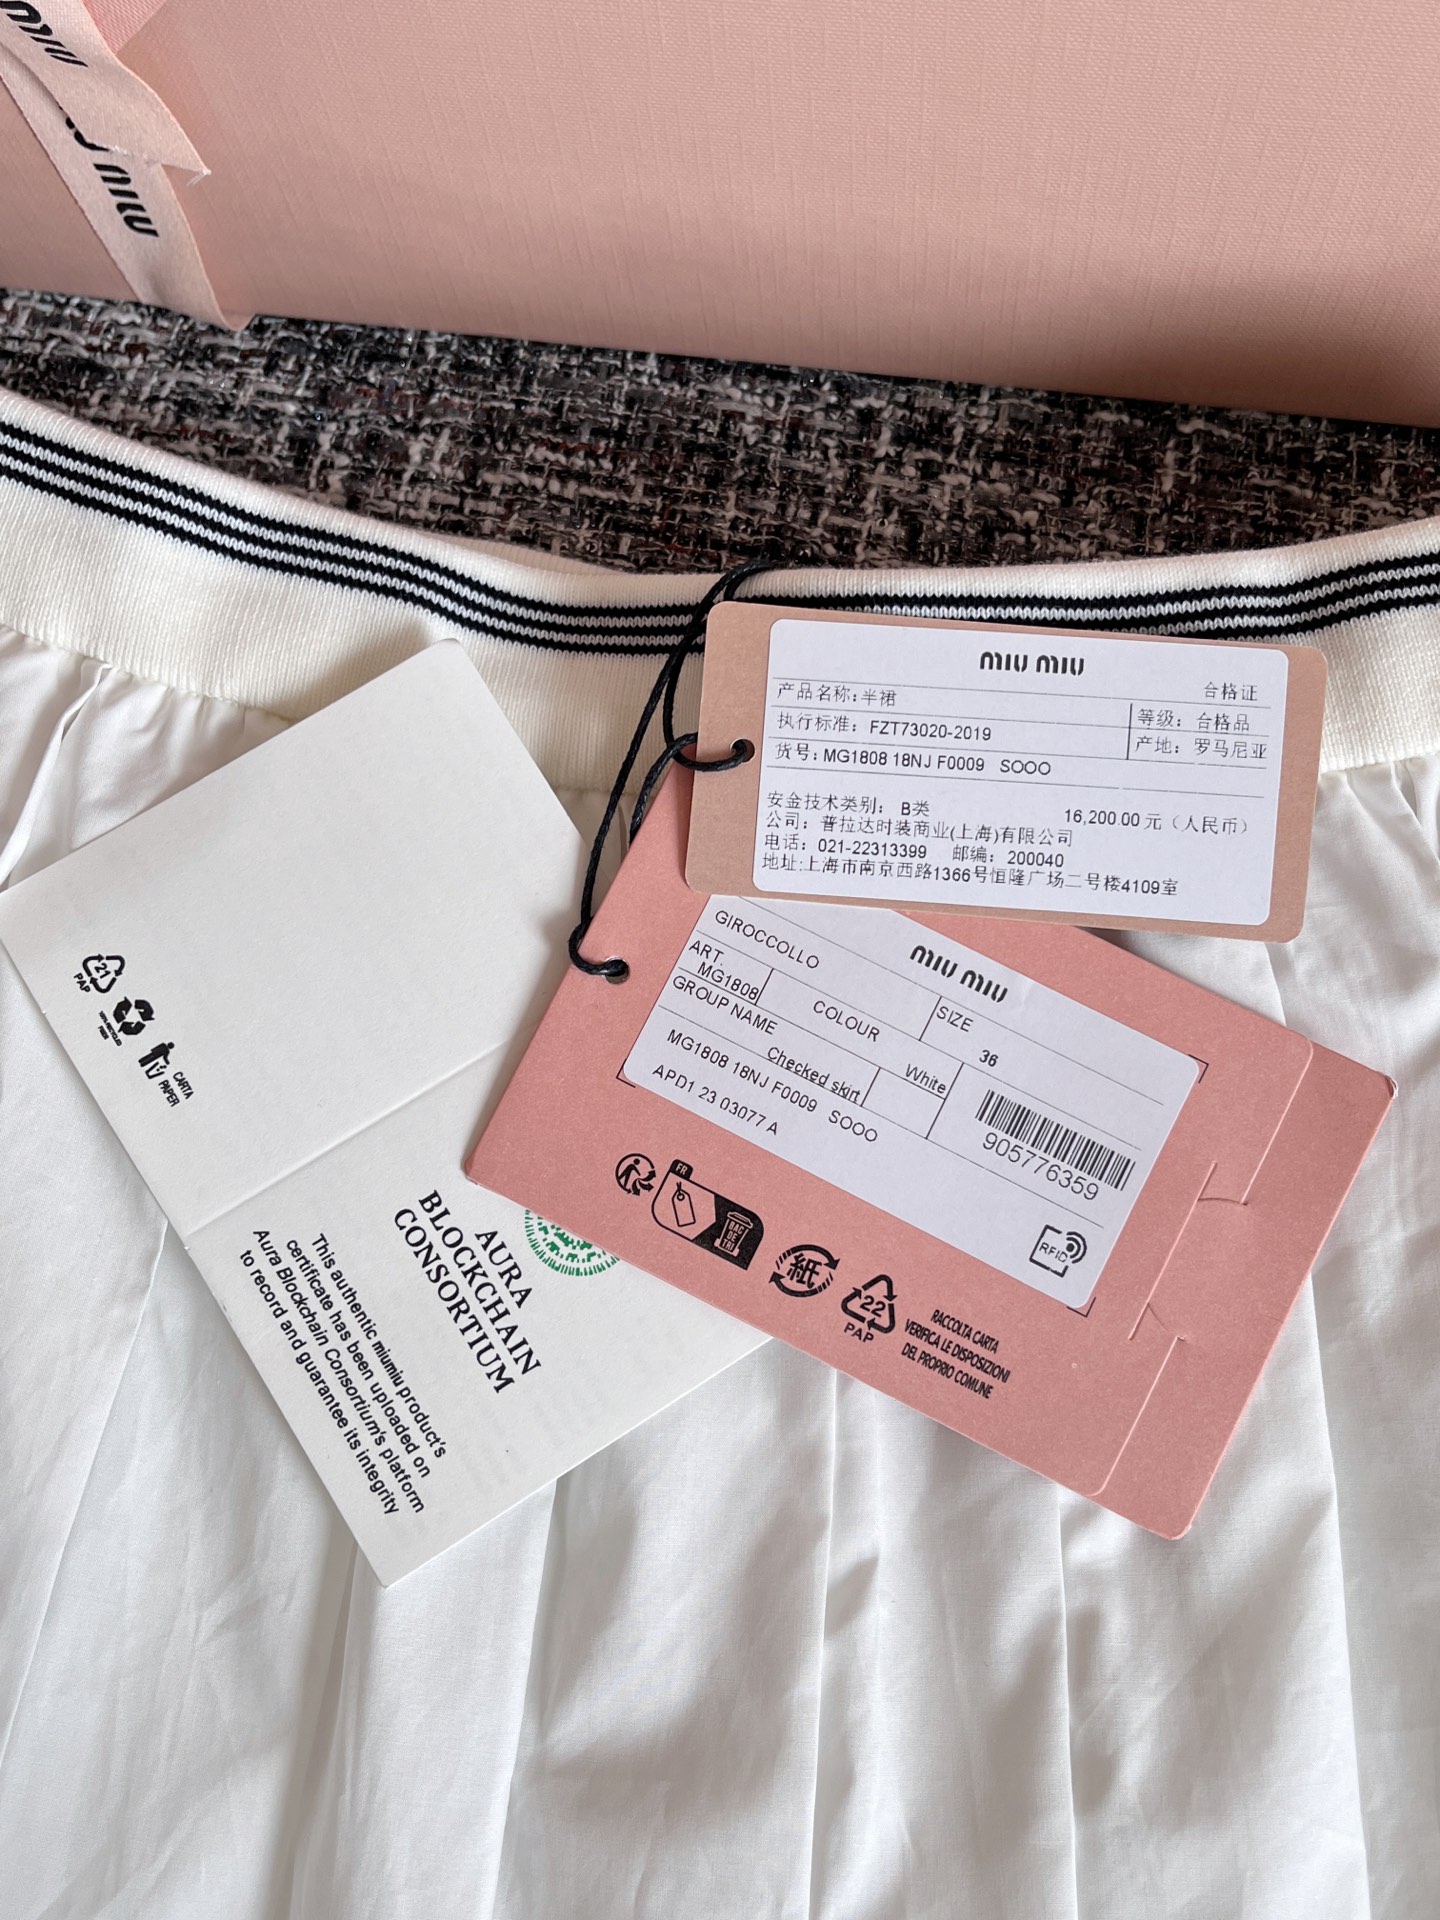 miu
miu
miu miu
产品名称:半裙
合格证
执行标准: FZT73020-2019
等级: 合格品
货号:MG1808 18NJ F0009 SOOO
产地: 罗马尼亚
安金技术类别: B类
16,200.00 元（人民币）
公司: 普拉达时装商业(上海)有限公司
电话: 021-22313399 邮编: 200040
地址:上海市南京西路1366号恒隆广场二号楼4109室
GIROCCOLLO
miu miu
ART.
MG1808
COLOUR
SIZE
36
GROUP NAME
Checked skirt
White
MG1808 18NJ F0009 SOOO
APD1 23 03077 A
905776359
RFID
FR
BAC
DE
TRI
紙
22
PAP
RACCOLTA CARTA
VERIFICA LE DISPOSIZIONI
DEL PROPRIO COMUNE
21
PAP
CARTA
PAPER
AURA
BLOCKCHAIN
CONSORTIUM
This authentic miumiu product's
certificate has been uploaded on
Aura Blockchain Consortium's platform
to record and guarantee its integrity